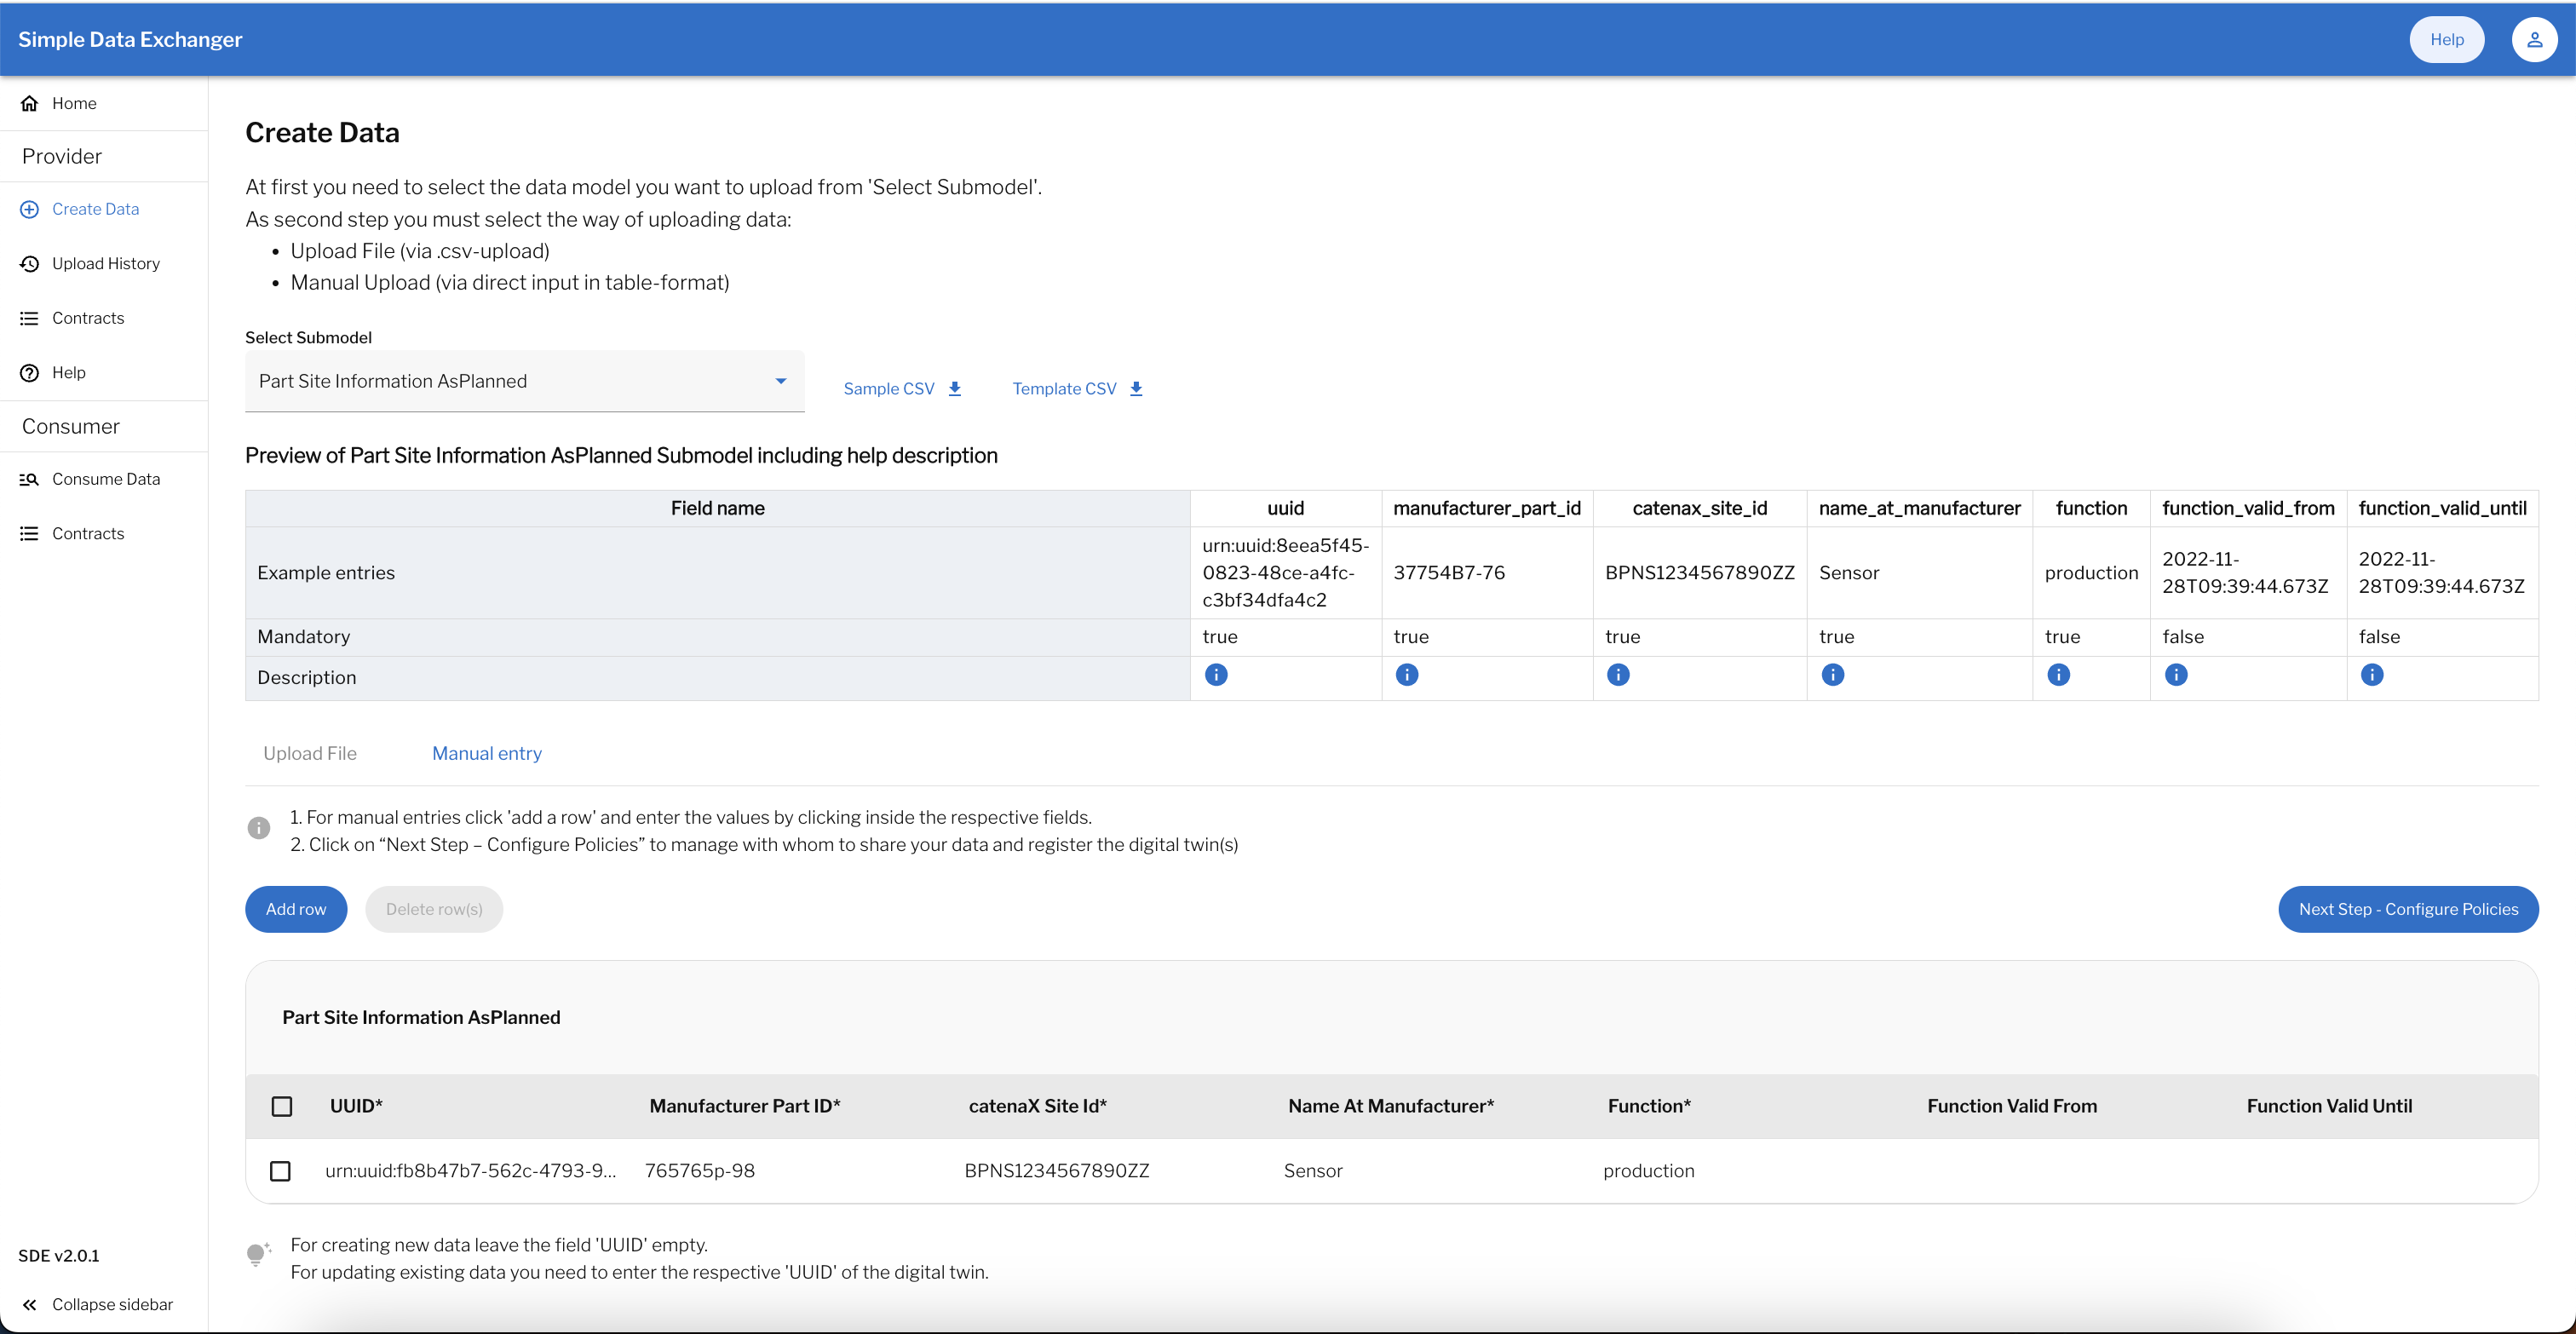 Simple Data Exchanger
Help
Home
Provider
Create Data
Upload History
Contracts
Help
Consumer
Consume Data
Contracts
SDE v2.0.1
Collapse sidebar
Create Data
At first you need to select the data model you want to upload from 'Select Submodel'.
As second step you must select the way of uploading data:
• Upload File (via .csv-upload)
• Manual Upload (via direct input in table-format)
Select Submodel
Part Site Information AsPlanned
Sample CSV
Template CSV
Preview of Part Site Information AsPlanned Submodel including help description
Field name uuid manufacturer_part_id catenax_site_id name_at_manufacturer function function_valid_from function_valid_until
Example entries
urn:uuid:8eea5f45-
0823-48ce-a4fc-
c3bf34dfa4c2
37754B7-76
BPNS1234567890ZZ
Sensor
production
2022-11-
28T09:39:44.673Z
2022-11-
28T09:39:44.673Z
Mandatory true true true true true false false
Description
Upload File
Manual entry
1. For manual entries click 'add a row' and enter the values by clicking inside the respective fields.
2. Click on “Next Step – Configure Policies” to manage with whom to share your data and register the digital twin(s)
Add row
Delete row(s)
Next Step - Configure Policies
Part Site Information AsPlanned
UUID* Manufacturer Part ID* catenaX Site Id* Name At Manufacturer* Function* Function Valid From Function Valid Until
urn:uuid:fb8b47b7-562c-4793-9... 765765p-98 BPNS1234567890ZZ Sensor production
For creating new data leave the field 'UUID' empty.
For updating existing data you need to enter the respective 'UUID' of the digital twin.